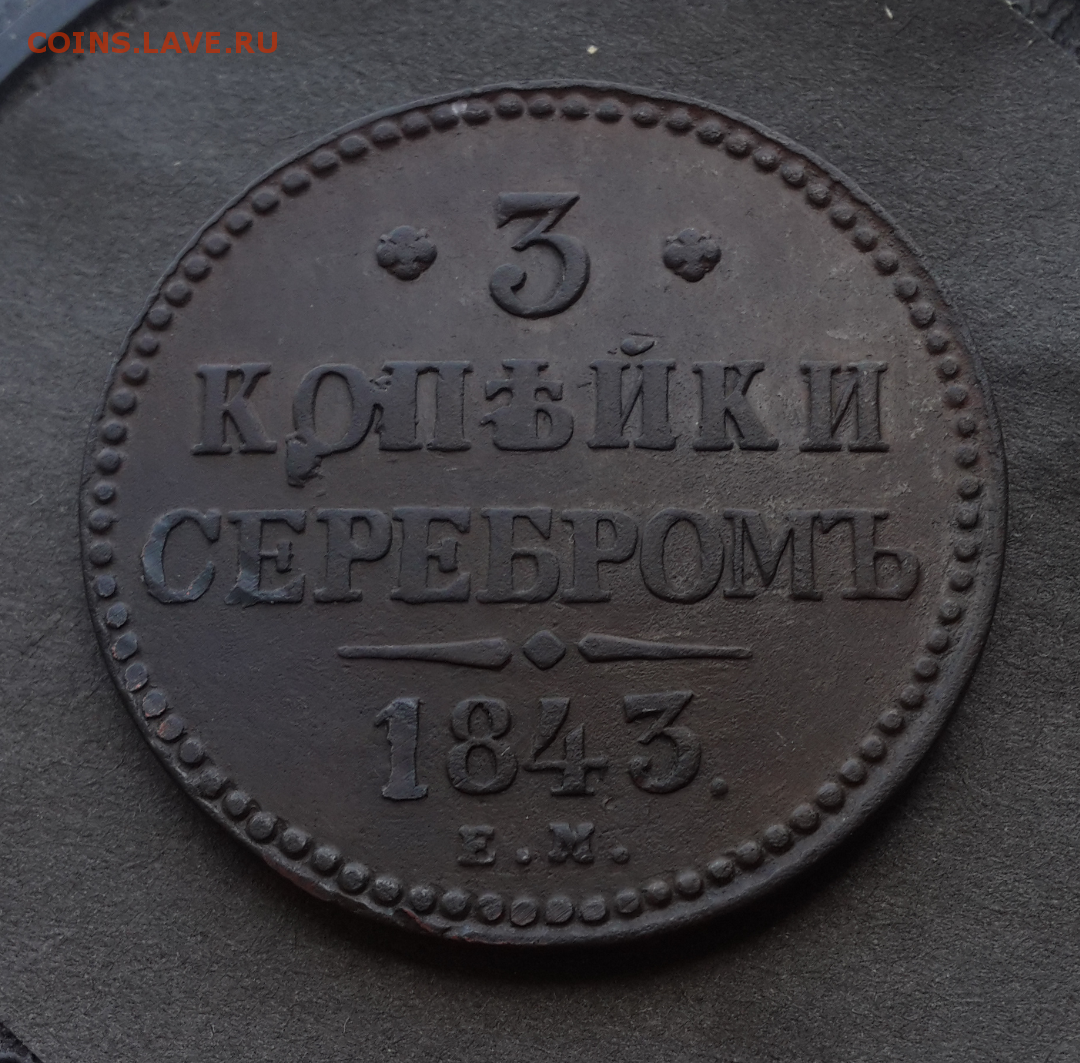 COINS.LAVE.RU
3
КОПѢЙКИ
СЕРЕБРОМЪ
1843.
Е.М.